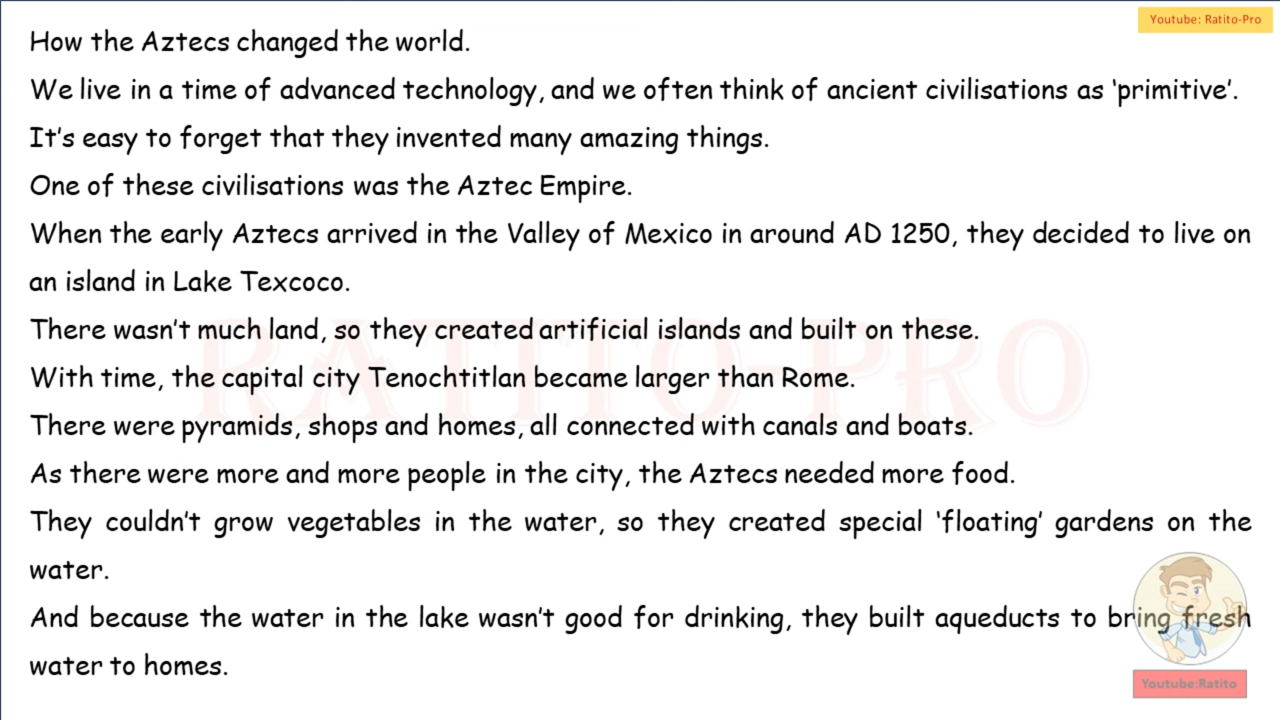 Youtube: Ratito-Pro
How the Aztecs changed the world.
We live in a time of advanced technology, and we often think of ancient civilisations as ‘primitive’.
It’s easy to forget that they invented many amazing things.
One of these civilisations was the Aztec Empire.
When the early Aztecs arrived in the Valley of Mexico in around AD 1250, they decided to live on
an island in Lake Texcoco.
There wasn’t much land, so they created artificial islands and built on these.
RATITO-PRO
With time, the capital city Tenochtitlan became larger than Rome.
There were pyramids, shops and homes, all connected with canals and boats.
As there were more and more people in the city, the Aztecs needed more food.
They couldn’t grow vegetables in the water, so they created special ‘floating’ gardens on the
water.
And because the water in the lake wasn’t good for drinking, they built aqueducts to bring fresh
water to homes.
Youtube:Ratito